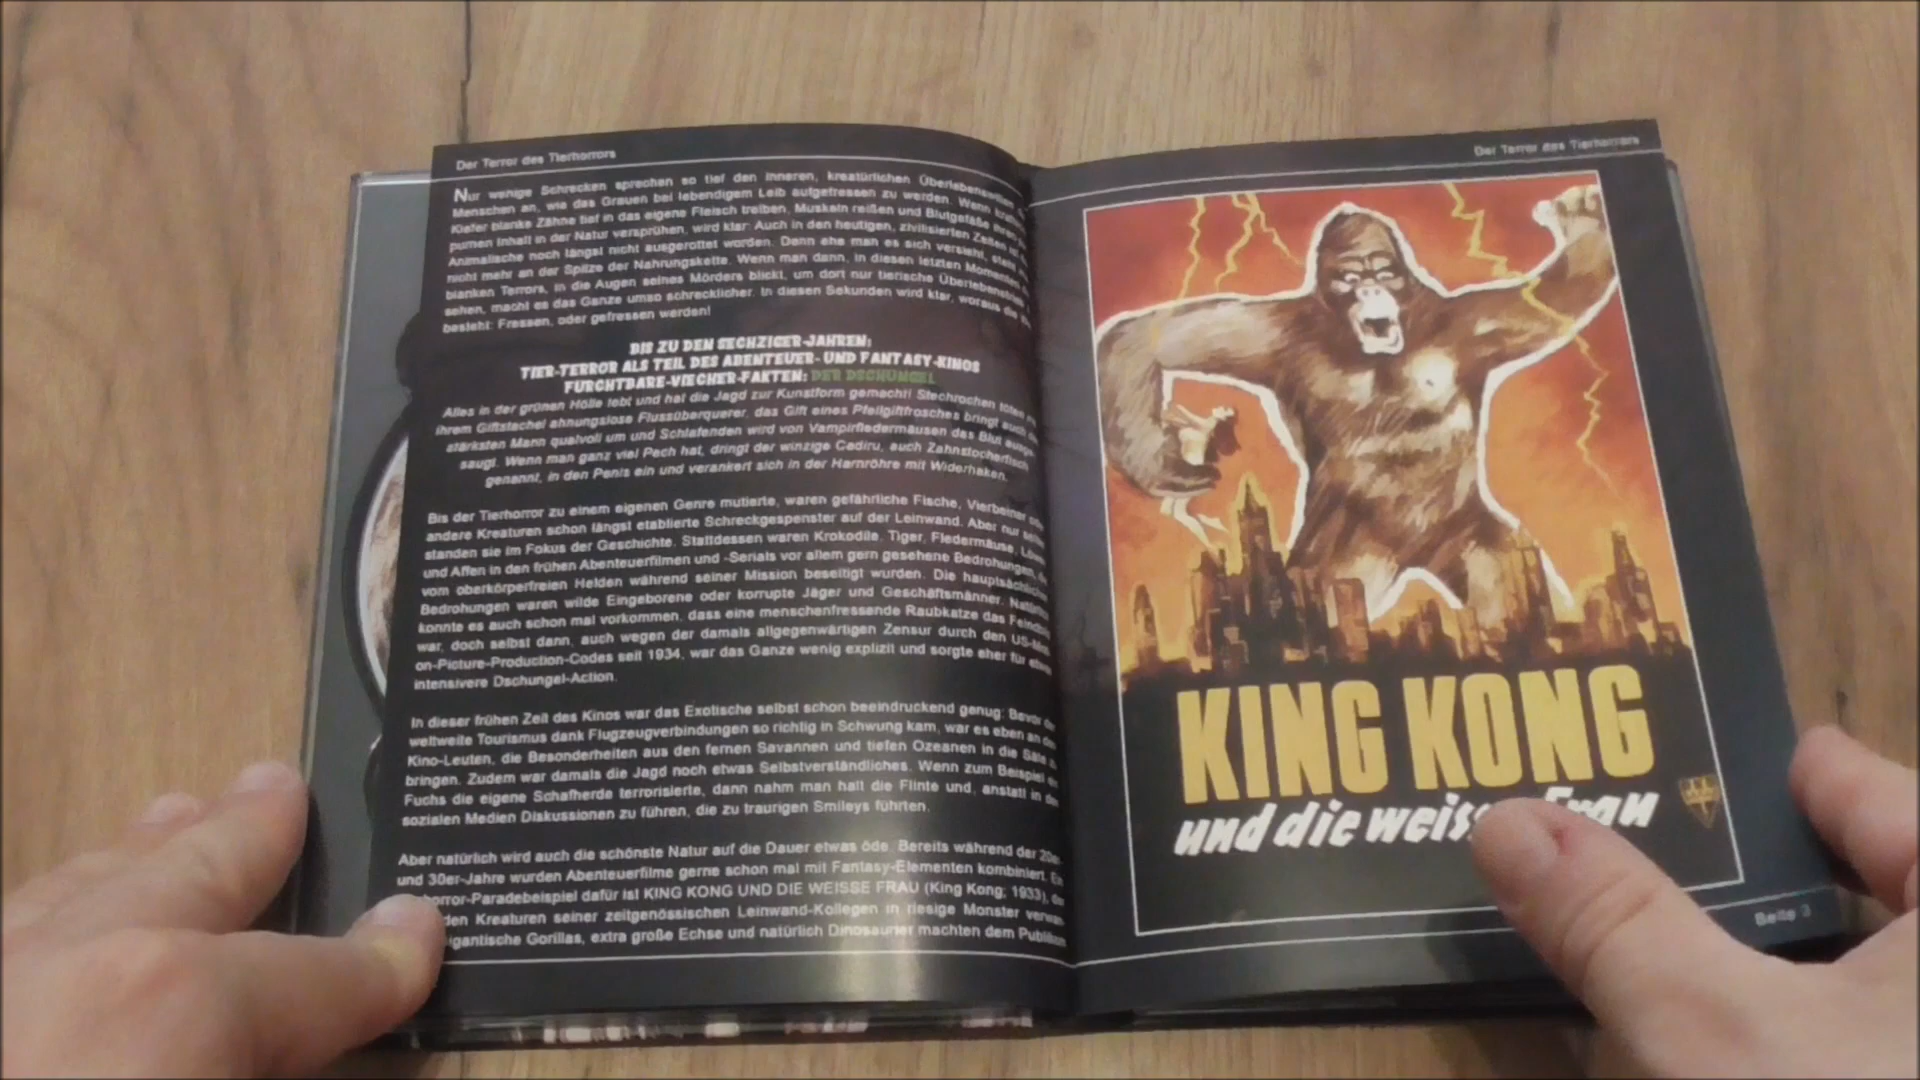 Der Terror des Tierhorrors
Nur wenige Schrecken sprechen so tief den inneren, kreatürlichen
Menschen an, wie das Grauen bei lebendigem Leib aufgefressen zu werden. Wenn
Kiefer blanke Zähne tief in das eigene Fleisch treiben, Muskeln reißen und Blutgefäße ihren
pumen Inhalt in der Natur versprühen, wird klar: Auch in den heutigen, zivilisierten Zeiten ist
Animalische noch längst nicht ausgerottet worden. Denn ehe man es sich versieht, steht
nicht mehr an der Spitze der Nahrungskette. Wenn man dann, in diesen letzten
blanken Terrors, in die Augen seines Mörders blickt, um dort nur tierische
sehen, macht es das Ganze umso schrecklicher. In diesen Sekunden wird klar, woraus die
besteht: Fressen, oder gefressen werden!
BIS ZU DEN SECHZIGER-JAHREN:
TIER-TERROR ALS TEIL DES ABENTEUER- UND FANTASY-KINOS
FURCHTBARE-VIECHER-FAKTEN: DER DSCHUNGEL
Alles in der grünen Hölle lebt und hat die Jagd zur Kunstform gemacht! Stechrochen töten
ihrem Giftstachel ahnungslose Flussüberquerer, das Gift eines Pfeilgiftfrosches bringt auch
stärksten Mann qualvoll um und Schlafenden wird von Vampirfledermäusen das Blut
saugt. Wenn man ganz viel Pech hat, dringt der winzige Cadiru, auch Zahnstocherfisch
genannt, in den Penis ein und verankert sich in der Harnröhre mit Widerhaken.
Bis der Tierhorror zu einem eigenen Genre mutierte, waren gefährliche Fische, Vierbeiner
andere Kreaturen schon längst etablierte Schreckgespenster auf der Leinwand. Aber nur
standen sie im Fokus der Geschichte. Stattdessen waren Krokodile, Tiger, Fledermäuse,
und Affen in den frühen Abenteuerfilmen und -Serials vor allem gern gesehene Bedrohungen,
vom oberkörperfreien Helden während seiner Mission beseitigt wurden. Die hauptsächlichen
Bedrohungen waren wilde Eingeborene oder korrupte Jäger und Geschäftsmänner.
konnte es auch schon mal vorkommen, dass eine menschenfressende Raubkatze das
war, doch selbst dann, auch wegen der damals allgegenwärtigen Zensur durch den
on-Picture-Production-Codes seit 1934, war das Ganze wenig explizit und sorgte eher für
intensivere Dschungel-Action.
In dieser frühen Zeit des Kinos war das Exotische selbst schon beeindruckend genug: Bevor
weltweite Tourismus dank Flugzeugverbindungen so richtig in Schwung kam, war es eben an
Kino-Leuten, die Besonderheiten aus den fernen Savannen und tiefen Ozeanen in die Säle
bringen. Zudem war damals die Jagd noch etwas Selbstverständliches. Wenn zum Beispiel
Fuchs die eigene Schafherde terrorisierte, dann nahm man halt die Flinte und, anstatt in
sozialen Medien Diskussionen zu führen, die zu traurigen Smileys führten.
Aber natürlich wird auch die schönste Natur auf die Dauer etwas öde. Bereits während der
und 30er-Jahre wurden Abenteuerfilme gerne schon mal mit Fantasy-Elementen kombiniert.
horror-Paradebeispiel dafür ist KING KONG UND DIE WEISSE FRAU (King Kong; 1933),
den Kreaturen seiner zeitgenössischen Leinwand-Kollegen in riesige Monster
gigantische Gorillas, extra große Echse und natürlich Dinosaurier machten dem
Der Terror des Tierhorrors
KING KONG
und die Frau
Seite 3